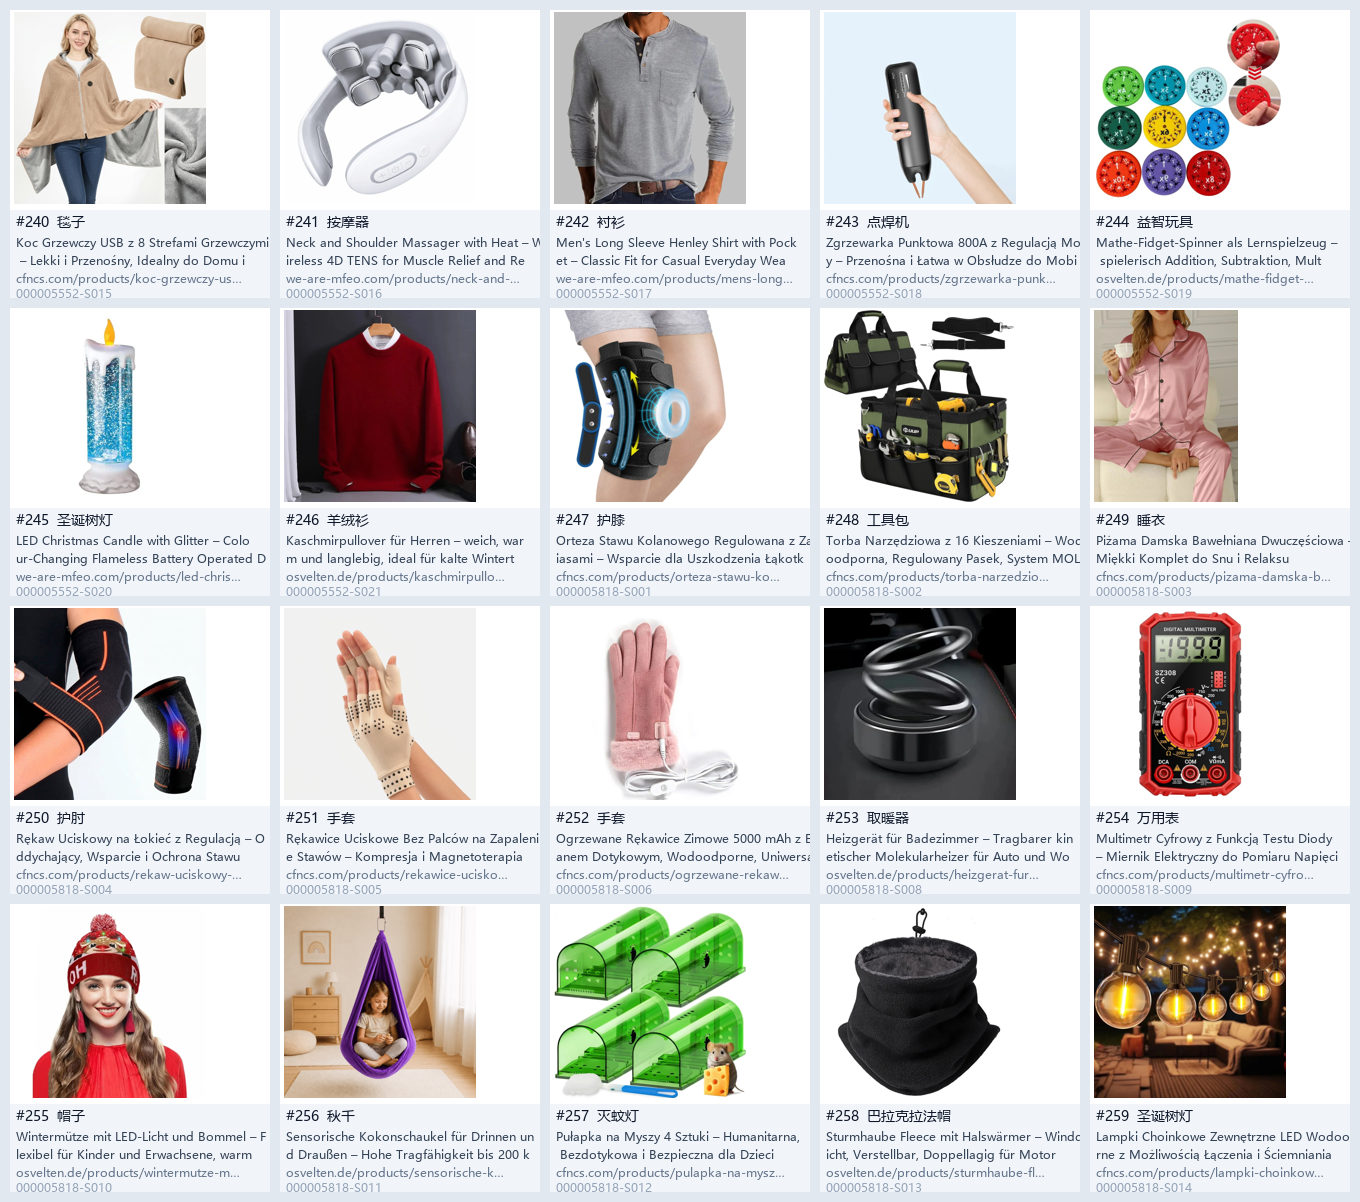 #240 毯子
Koc Grzewczy USB z 8 Strefami Grzewczymi
– Lekki i Przenośny, Idealny do Domu i
cfncs.com/products/koc-grzewczy-us...
000005552-S015
#241 按摩器
Neck and Shoulder Massager with Heat – W
ireless 4D TENS for Muscle Relief and Re
we-are-mfeo.com/products/neck-and-...
000005552-S016
#242 衬衫
Men's Long Sleeve Henley Shirt with Pock
et – Classic Fit for Casual Everyday Wea
we-are-mfeo.com/products/mens-long...
000005552-S017
#243 点焊机
Zgrzewarka Punktowa 800A z Regulacją Mo
y – Przenośna i Łatwa w Obsłudze do Mobi
cfncs.com/products/zgrzewarka-punk...
000005552-S018
#244 益智玩具
Mathe-Fidget-Spinner als Lernspielzeug –
spielerisch Addition, Subtraktion, Mult
osvelten.de/products/mathe-fidget-...
000005552-S019
#245 圣诞树灯
LED Christmas Candle with Glitter – Colo
ur-Changing Flameless Battery Operated D
we-are-mfeo.com/products/led-chris...
000005552-S020
#246 羊绒衫
Kaschmirpullover für Herren – weich, war
m und langlebig, ideal für kalte Wintert
osvelten.de/products/kaschmirpullo...
000005552-S021
#247 护膝
Orteza Stawu Kolanowego Regulowana z Za
iasami – Wsparcie dla Uszkodzenia Łąkotk
cfncs.com/products/orteza-stawu-ko...
000005818-S001
#248 工具包
Torba Narzędziowa z 16 Kieszeniami – Wod
oodporna, Regulowany Pasek, System MOL
cfncs.com/products/torba-narzedzio...
000005818-S002
#249 睡衣
Piżama Damska Bawełniana Dwuczęściowa -
Miękki Komplet do Snu i Relaksu
cfncs.com/products/pizama-damska-b...
000005818-S003
#250 护肘
Rękaw Uciskowy na Łokieć z Regulacją – O
ddychający, Wsparcie i Ochrona Stawu
cfncs.com/products/rekaw-uciskowy-...
000005818-S004
#251 手套
Rękawice Uciskowe Bez Palców na Zapaleni
e Stawów – Kompresja i Magnetoterapia
cfncs.com/products/rekawice-ucisko...
000005818-S005
#252 手套
Ogrzewane Rękawice Zimowe 5000 mAh z E
anem Dotykowym, Wodoodporne, Uniwersa
cfncs.com/products/ogrzewane-rekaw...
000005818-S006
#253 取暖器
Heizgerät für Badezimmer – Tragbarer kin
etischer Molekularheizer für Auto und Wo
osvelten.de/products/heizgerat-fur...
000005818-S008
DIGITAL MULTIMETER
1999
SZ308
CE
DCA COM VΩmA
#254 万用表
Multimetr Cyfrowy z Funkcją Testu Diody
– Miernik Elektryczny do Pomiaru Napięci
cfncs.com/products/multimetr-cyfro...
000005818-S009
#255 帽子
Wintermütze mit LED-Licht und Bommel – F
lexibel für Kinder und Erwachsene, warm
osvelten.de/products/wintermutze-m...
000005818-S010
#256 秋千
Sensorische Kokonschaukel für Drinnen un
d Draußen – Hohe Tragfähigkeit bis 200 k
osvelten.de/products/sensorische-k...
000005818-S011
#257 灭蚊灯
Pułapka na Myszy 4 Sztuki – Humanitarna,
Bezdotykowa i Bezpieczna dla Dzieci
cfncs.com/products/pulapka-na-mysz...
000005818-S012
#258 巴拉克拉法帽
Sturmhaube Fleece mit Halswärmer – Windd
icht, Verstellbar, Doppellagig für Motor
osvelten.de/products/sturmhaube-fl...
000005818-S013
#259 圣诞树灯
Lampki Choinkowe Zewnętrzne LED Wodoo
rne z Możliwością Łączenia i Ściemniania
cfncs.com/products/lampki-choinkow...
000005818-S014